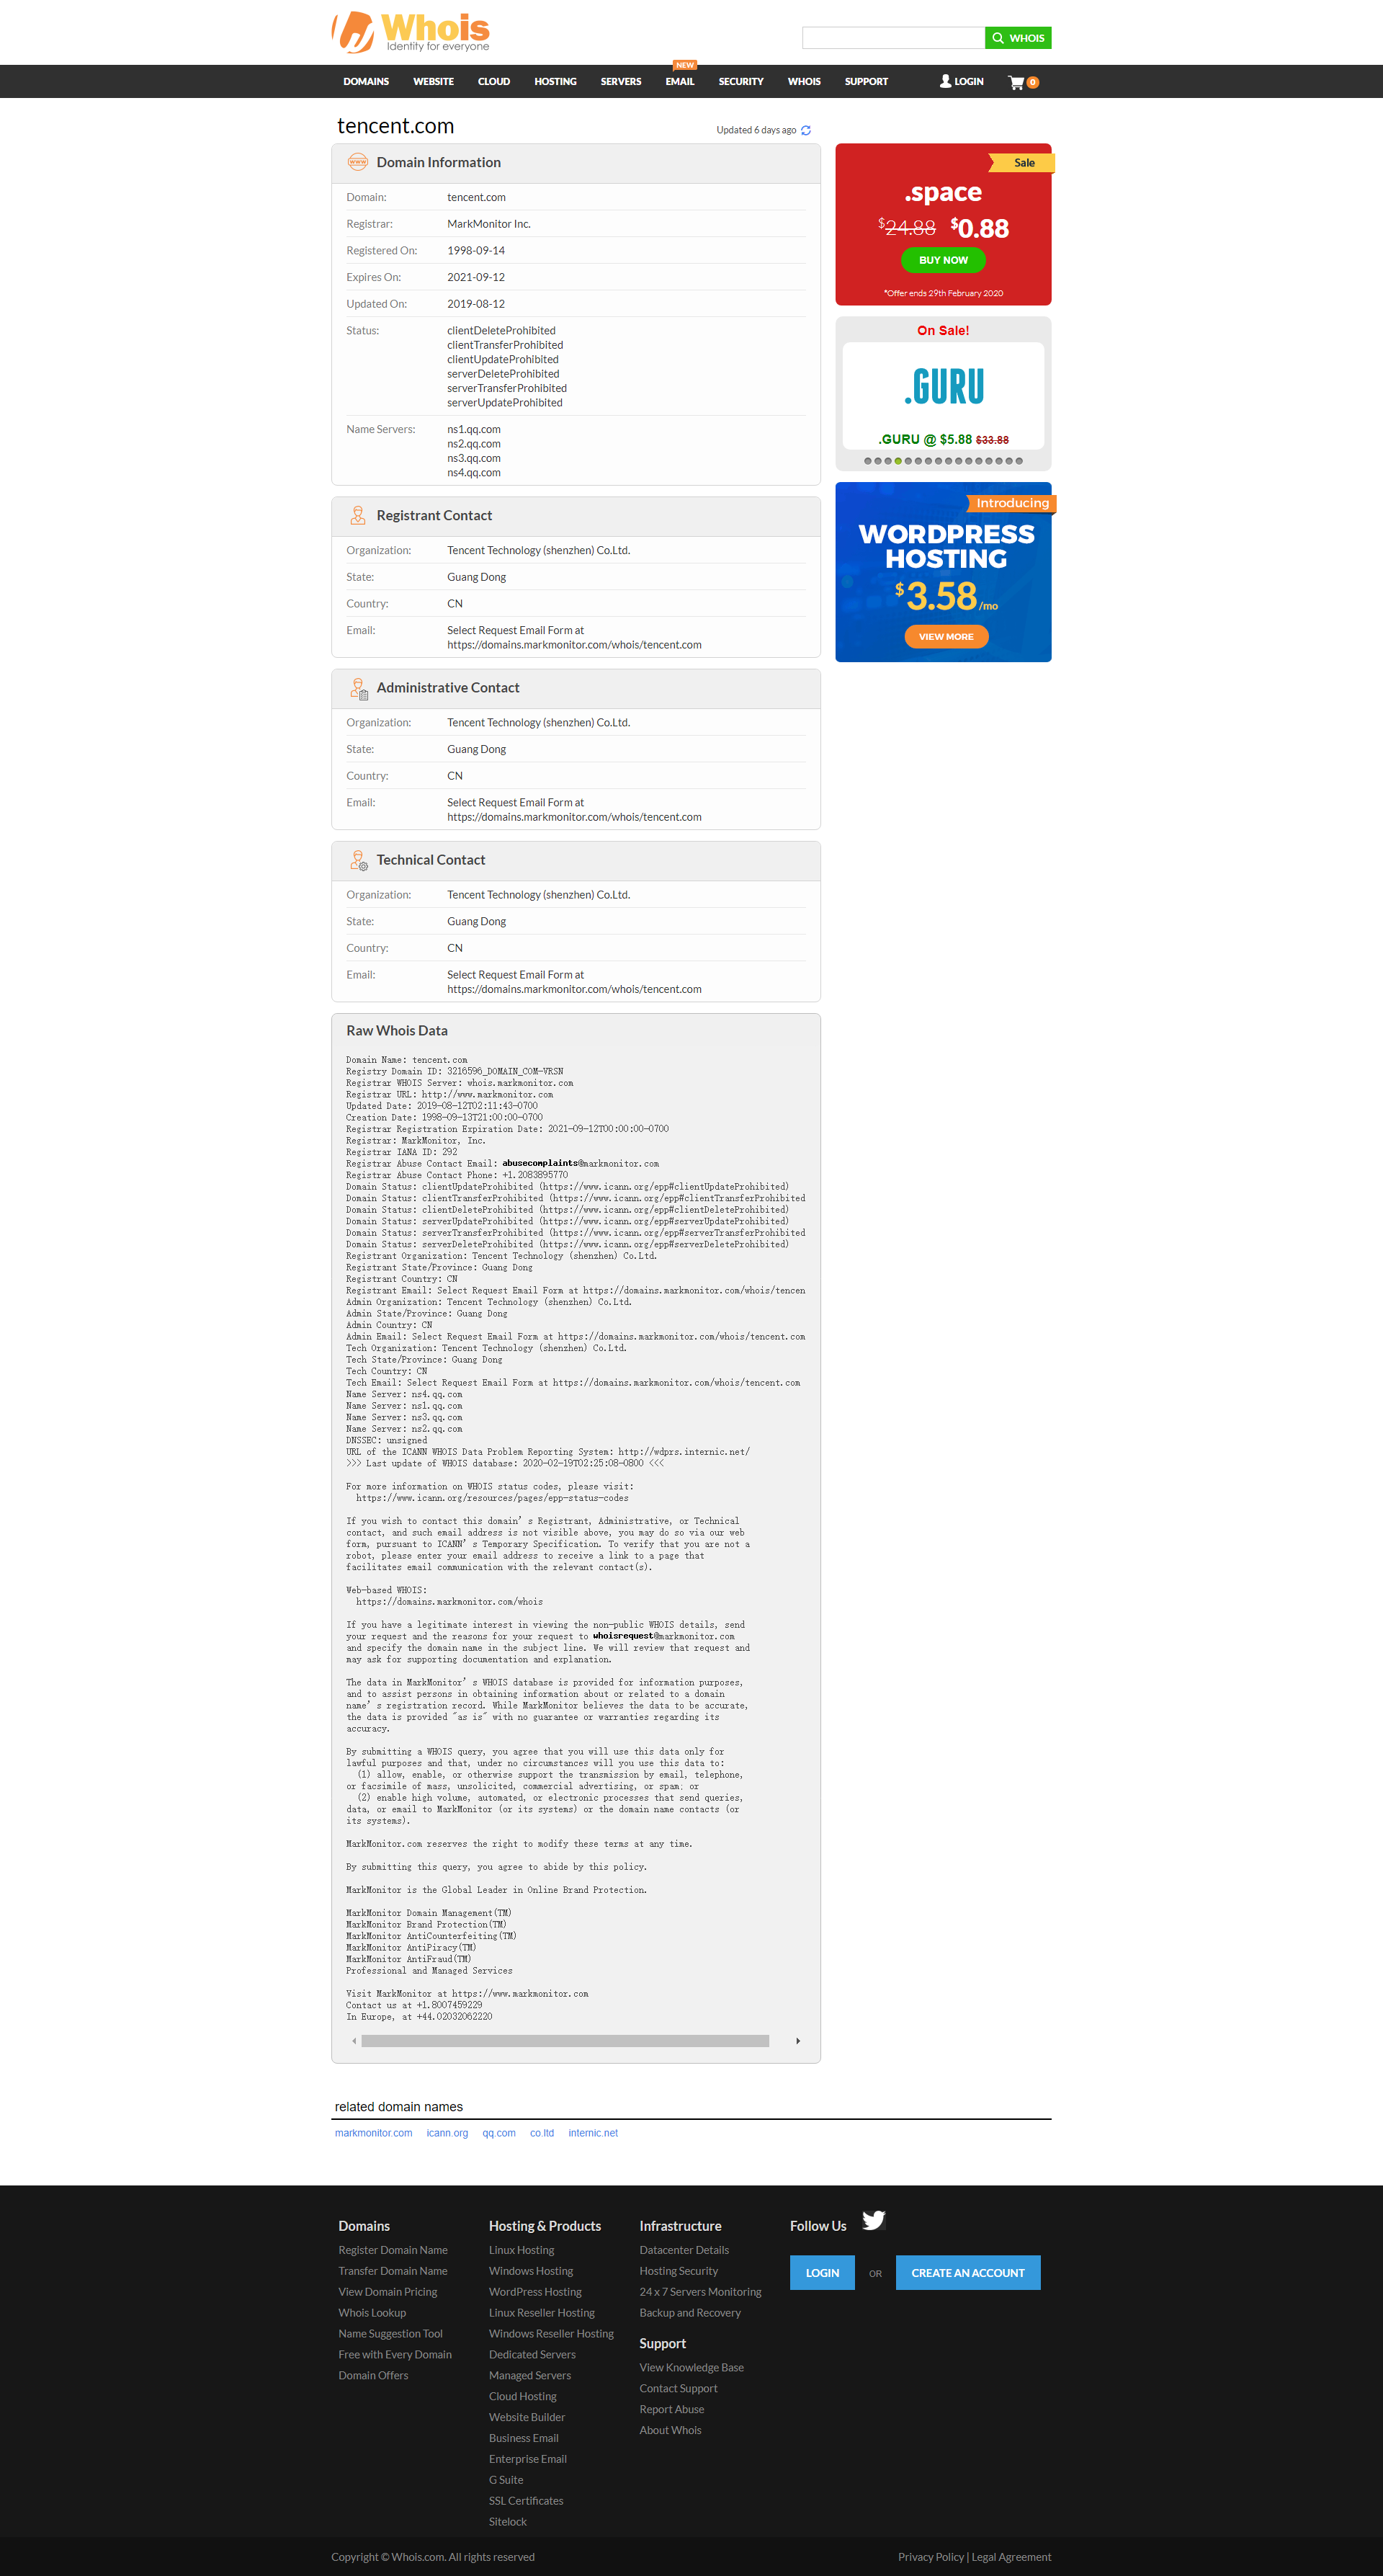 Whois
Identity for everyone
WHOIS
DOMAINS WEBSITE CLOUD HOSTING SERVERS EMAIL NEW SECURITY WHOIS SUPPORT LOGIN 0
tencent.com
Updated 6 days ago
www Domain Information
Domain: tencent.com
Registrar: MarkMonitor Inc.
Registered On: 1998-09-14
Expires On: 2021-09-12
Updated On: 2019-08-12
Status: clientDeleteProhibited
clientTransferProhibited
clientUpdateProhibited
serverDeleteProhibited
serverTransferProhibited
serverUpdateProhibited
Name Servers: ns1.qq.com
ns2.qq.com
ns3.qq.com
ns4.qq.com
Registrant Contact
Organization: Tencent Technology (shenzhen) Co.Ltd.
State: Guang Dong
Country: CN
Email: Select Request Email Form at
https://domains.markmonitor.com/whois/tencent.com
Administrative Contact
Organization: Tencent Technology (shenzhen) Co.Ltd.
State: Guang Dong
Country: CN
Email: Select Request Email Form at
https://domains.markmonitor.com/whois/tencent.com
Technical Contact
Organization: Tencent Technology (shenzhen) Co.Ltd.
State: Guang Dong
Country: CN
Email: Select Request Email Form at
https://domains.markmonitor.com/whois/tencent.com
Raw Whois Data
Domain Name: tencent.com
Registry Domain ID: 3216596_DOMAIN_COM-VRSN
Registrar WHOIS Server: whois.markmonitor.com
Registrar URL: http://www.markmonitor.com
Updated Date: 2019-08-12T02:11:43-0700
Creation Date: 1998-09-13T21:00:00-0700
Registrar Registration Expiration Date: 2021-09-12T00:00:00-0700
Registrar: MarkMonitor, Inc.
Registrar IANA ID: 292
Registrar Abuse Contact Email: abusecomplaints@markmonitor.com
Registrar Abuse Contact Phone: +1.2083895770
Domain Status: clientUpdateProhibited (https://www.icann.org/epp#clientUpdateProhibited)
Domain Status: clientTransferProhibited (https://www.icann.org/epp#clientTransferProhibited
Domain Status: clientDeleteProhibited (https://www.icann.org/epp#clientDeleteProhibited)
Domain Status: serverUpdateProhibited (https://www.icann.org/epp#serverUpdateProhibited)
Domain Status: serverTransferProhibited (https://www.icann.org/epp#serverTransferProhibited
Domain Status: serverDeleteProhibited (https://www.icann.org/epp#serverDeleteProhibited)
Registrant Organization: Tencent Technology (shenzhen) Co.Ltd.
Registrant State/Province: Guang Dong
Registrant Country: CN
Registrant Email: Select Request Email Form at https://domains.markmonitor.com/whois/tencen
Admin Organization: Tencent Technology (shenzhen) Co.Ltd.
Admin State/Province: Guang Dong
Admin Country: CN
Admin Email: Select Request Email Form at https://domains.markmonitor.com/whois/tencent.com
Tech Organization: Tencent Technology (shenzhen) Co.Ltd.
Tech State/Province: Guang Dong
Tech Country: CN
Tech Email: Select Request Email Form at https://domains.markmonitor.com/whois/tencent.com
Name Server: ns4.qq.com
Name Server: ns1.qq.com
Name Server: ns3.qq.com
Name Server: ns2.qq.com
DNSSEC: unsigned
URL of the ICANN WHOIS Data Problem Reporting System: http://wdprs.internic.net/
>>> Last update of WHOIS database: 2020-02-19T02:25:08-0800 <<<
For more information on WHOIS status codes, please visit:
https://www.icann.org/resources/pages/epp-status-codes
If you wish to contact this domain's Registrant, Administrative, or Technical
contact, and such email address is not visible above, you may do so via our web
form, pursuant to ICANN's Temporary Specification. To verify that you are not a
robot, please enter your email address to receive a link to a page that
facilitates email communication with the relevant contact(s).
Web-based WHOIS:
https://domains.markmonitor.com/whois
If you have a legitimate interest in viewing the non-public WHOIS details, send
your request and the reasons for your request to whoisrequest@markmonitor.com
and specify the domain name in the subject line. We will review that request and
may ask for supporting documentation and explanation.
The data in MarkMonitor's WHOIS database is provided for information purposes,
and to assist persons in obtaining information about or related to a domain
name's registration record. While MarkMonitor believes the data to be accurate,
the data is provided "as is" with no guarantee or warranties regarding its
accuracy.
By submitting a WHOIS query, you agree that you will use this data only for
lawful purposes and that, under no circumstances will you use this data to:
(1) allow, enable, or otherwise support the transmission by email, telephone,
or facsimile of mass, unsolicited, commercial advertising, or spam; or
(2) enable high volume, automated, or electronic processes that send queries,
data, or email to MarkMonitor (or its systems) or the domain name contacts (or
its systems).
MarkMonitor.com reserves the right to modify these terms at any time.
By submitting this query, you agree to abide by this policy.
MarkMonitor is the Global Leader in Online Brand Protection.
MarkMonitor Domain Management(TM)
MarkMonitor Brand Protection(TM)
MarkMonitor AntiCounterfeiting(TM)
MarkMonitor AntiPiracy(TM)
MarkMonitor AntiFraud(TM)
Professional and Managed Services
Visit MarkMonitor at https://www.markmonitor.com
Contact us at +1.8007459229
In Europe, at +44.02032062220
Sale
.space
$24.88 $0.88
BUY NOW
*Offer ends 29th February 2020
On Sale!
.GURU
.GURU @ $5.88 $33.88
Introducing
WORDPRESS
HOSTING
$3.58/mo
VIEW MORE
related domain names
markmonitor.com icann.org qq.com co.ltd internic.net
Domains
Register Domain Name
Transfer Domain Name
View Domain Pricing
Whois Lookup
Name Suggestion Tool
Free with Every Domain
Domain Offers
Hosting & Products
Linux Hosting
Windows Hosting
WordPress Hosting
Linux Reseller Hosting
Windows Reseller Hosting
Dedicated Servers
Managed Servers
Cloud Hosting
Website Builder
Business Email
Enterprise Email
G Suite
SSL Certificates
Sitelock
Infrastructure
Datacenter Details
Hosting Security
24 x 7 Servers Monitoring
Backup and Recovery
Support
View Knowledge Base
Contact Support
Report Abuse
About Whois
Follow Us
LOGIN OR CREATE AN ACCOUNT
Copyright © Whois.com. All rights reserved
Privacy Policy | Legal Agreement